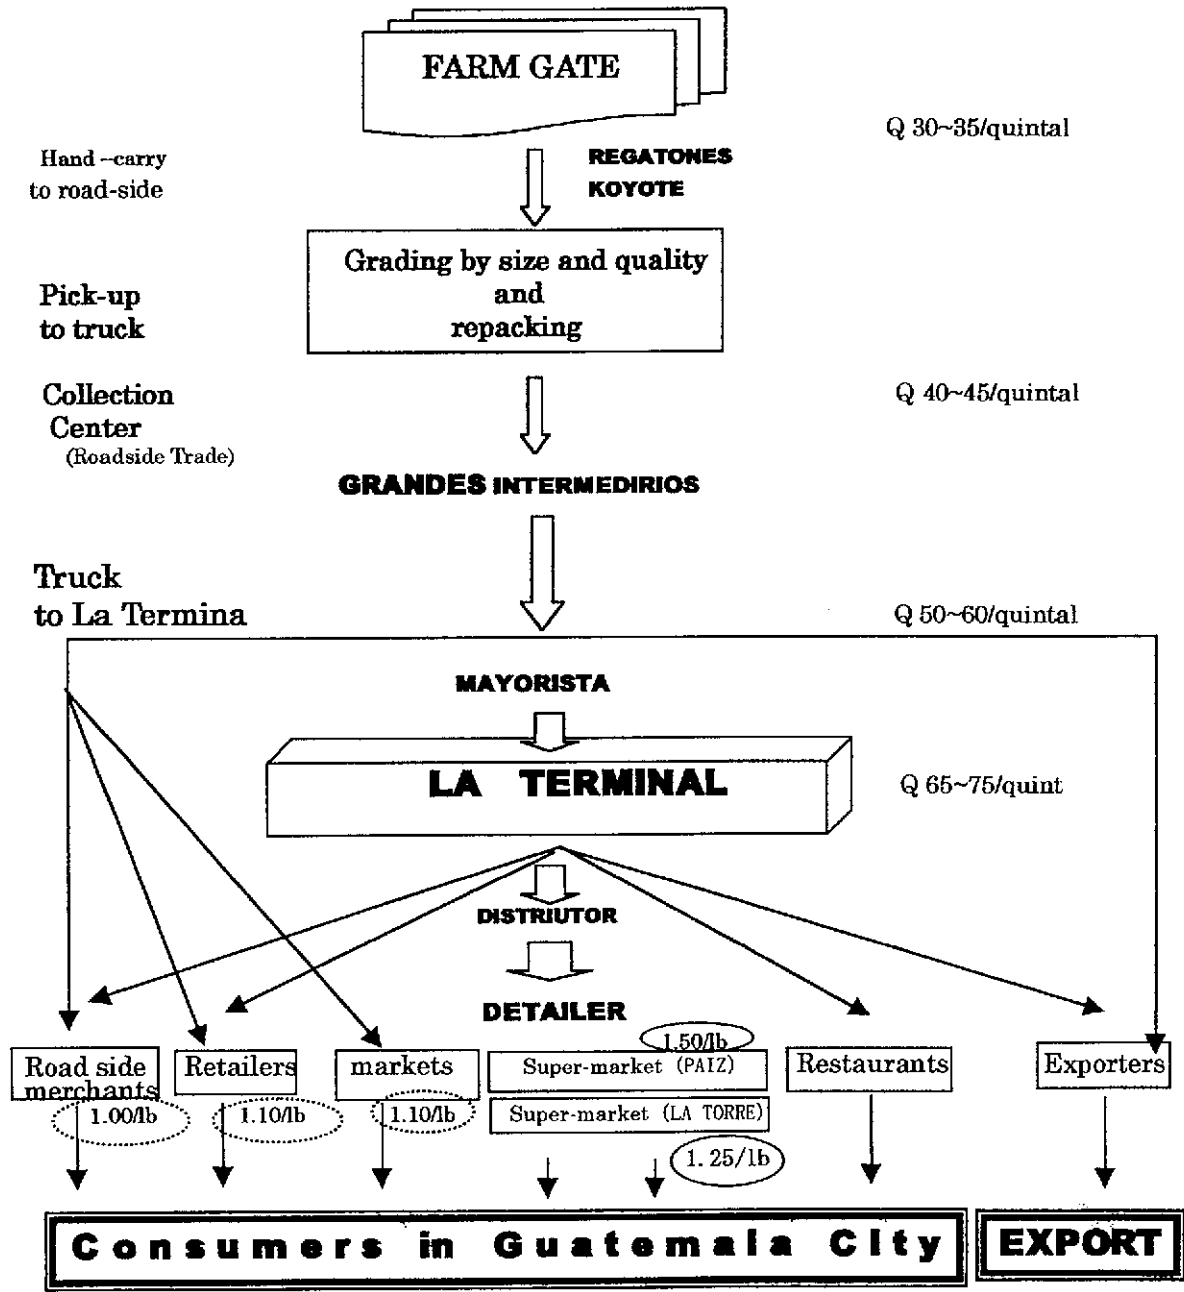 FARM GATE
Q 30~35/quintal
Hand–carry
to road-side
REGATONES
KOYOTE
Grading by size and quality
and
repacking
Pick-up
to truck
Collection
Center
(Roadside Trade)
Q 40~45/quintal
GRANDES INTERMEDIRIOS
Truck
to La Termina
Q 50~60/quintal
MAYORISTA
LA TERMINAL
Q 65~75/quint
DISTRIUTOR
DETAILER
1.50/lb
Road side
merchants
Retailers
markets
Super-market (PAIZ)
Restaurants
Exporters
1.00/lb
1.10/lb
1.10/lb
Super-market (LA TORRE)
1.25/lb
Consumers in Guatemala City
EXPORT